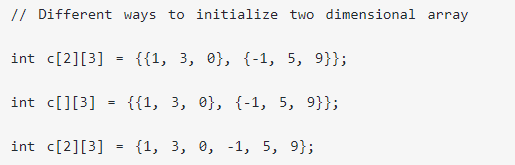 // Different ways to initialize two dimensional array
int c[2][3] = {{1, 3, 0}, {-1, 5, 9}};
int c[][3] = {{1, 3, 0}, {-1, 5, 9}};
int c[2][3] = {1, 3, 0, -1, 5, 9};